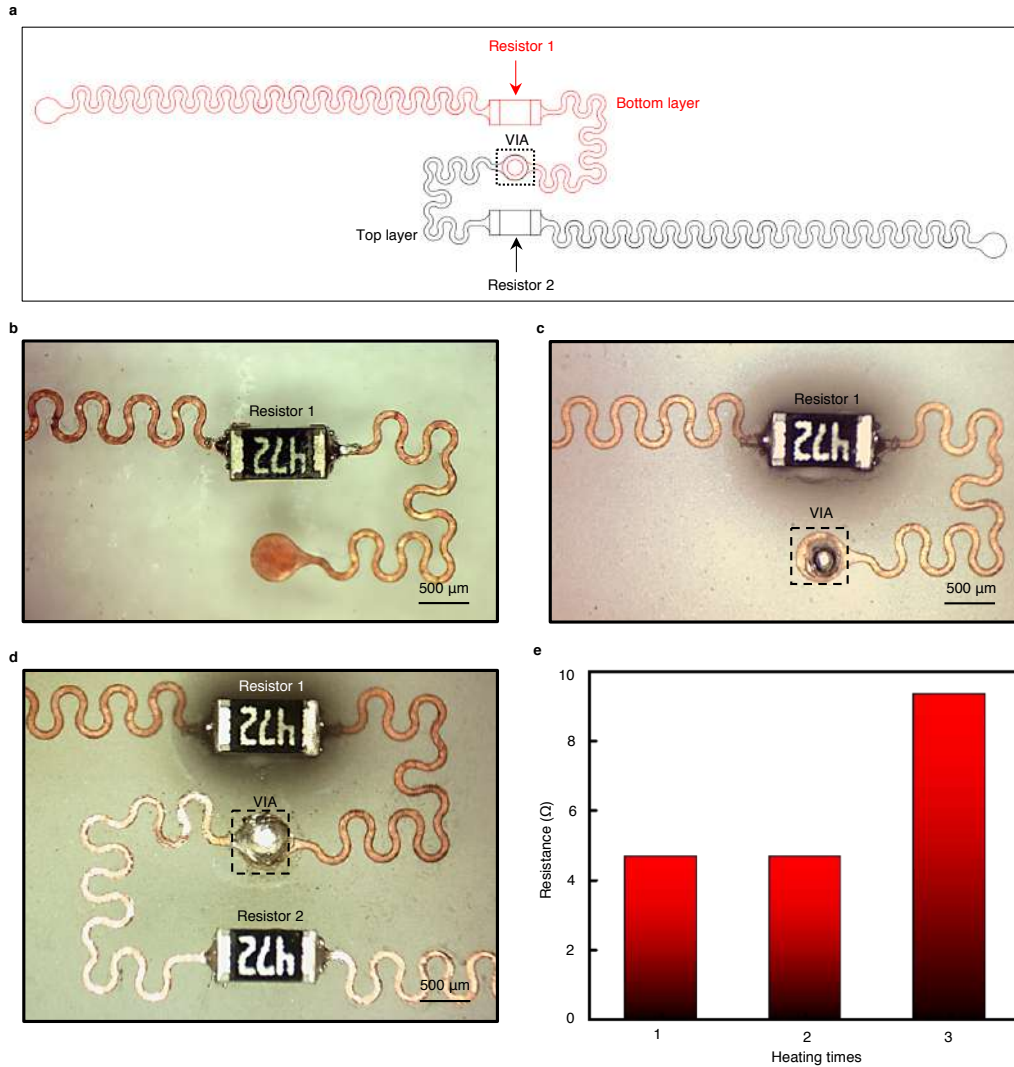 a
Resistor 1
Bottom layer
VIA
Top layer
Resistor 2
b
Resistor 1
472
500 µm
c
Resistor 1
472
VIA
500 µm
d
Resistor 1
472
VIA
Resistor 2
472
500 µm
e
10
8
6
4
2
0
Resistance (Ω)
1
2
3
Heating times